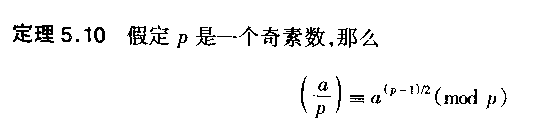 定理 5.10 假定 p 是一个奇素数,那么
(a/p) ≡ a^{(p-1)/2} (mod p)